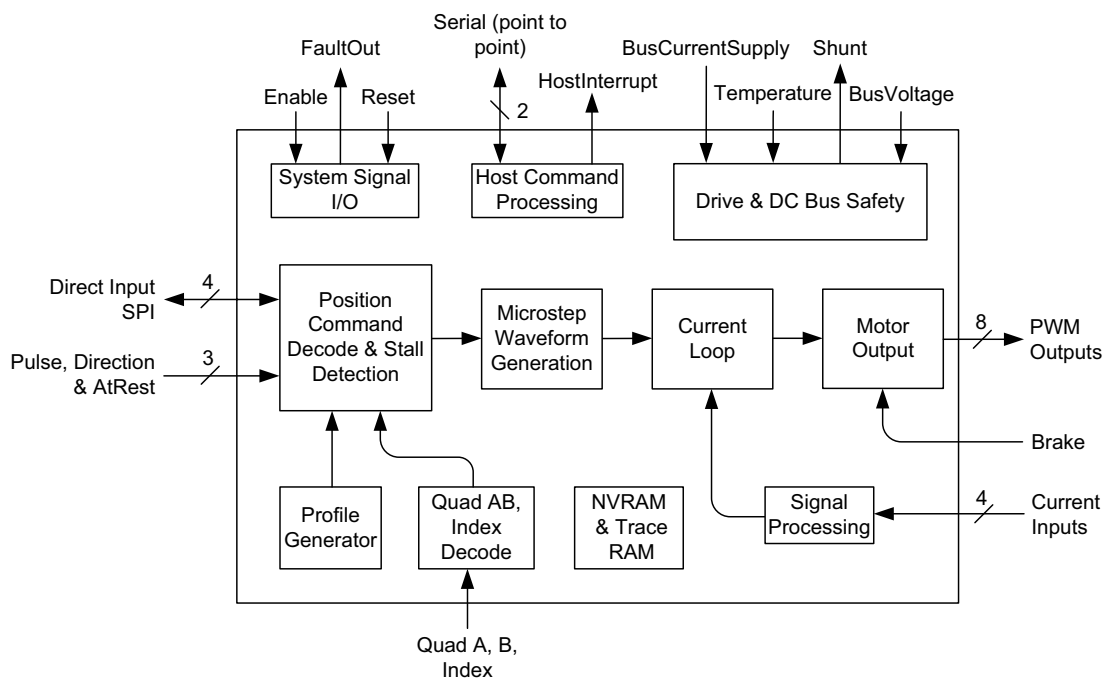 Serial (point to
point)
FaultOut
BusCurrentSupply
Shunt
HostInterrupt
Enable
Reset
2
Temperature
BusVoltage
System Signal
I/O
Host Command
Processing
Drive & DC Bus Safety
Direct Input
SPI
4
Pulse, Direction
& AtRest
3
Position
Command
Decode & Stall
Detection
Microstep
Waveform
Generation
Current
Loop
Motor
Output
8
PWM
Outputs
Brake
Profile
Generator
Quad AB,
Index
Decode
NVRAM
& Trace
RAM
Signal
Processing
4
Current
Inputs
Quad A, B,
Index